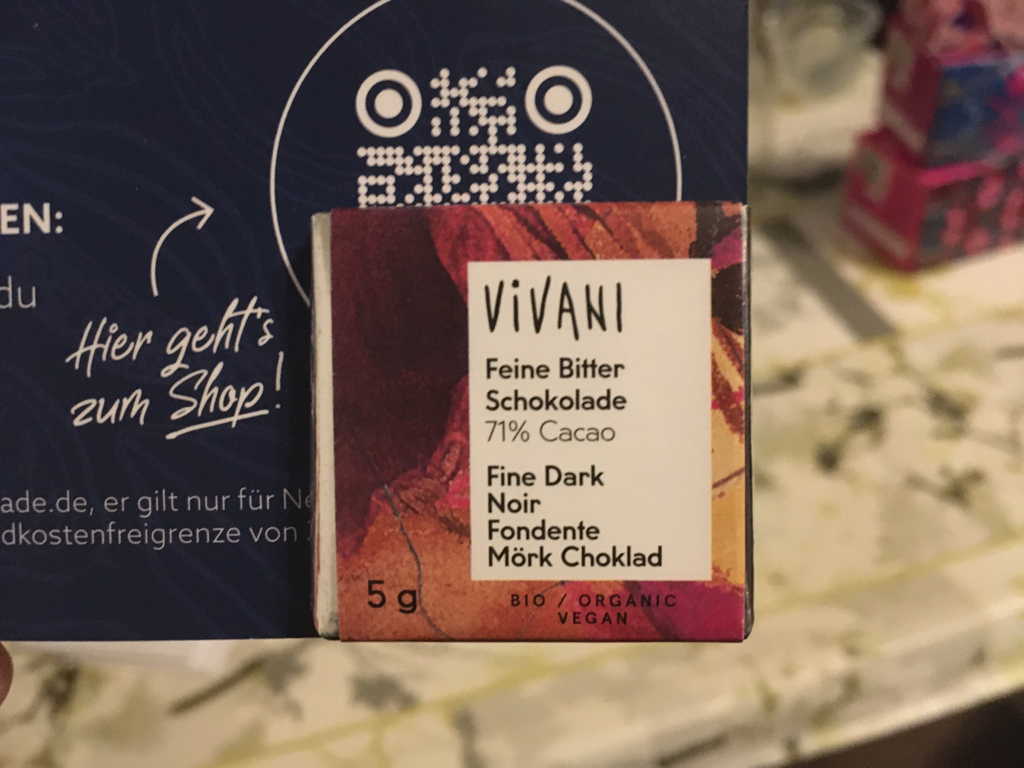 EN:
du
Hier geht's
zum Shop!
ade.de, er gilt nur für Ne
dkostenfreigrenze von
ViVANI
Feine Bitter
Schokolade
71% Cacao
Fine Dark
Noir
Fondente
Mörk Choklad
5 g
BIO / ORGANIC
VEGAN